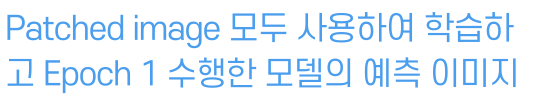 Patched image 모두 사용하여 학습하
고 Epoch 1 수행한 모델의 예측 이미지